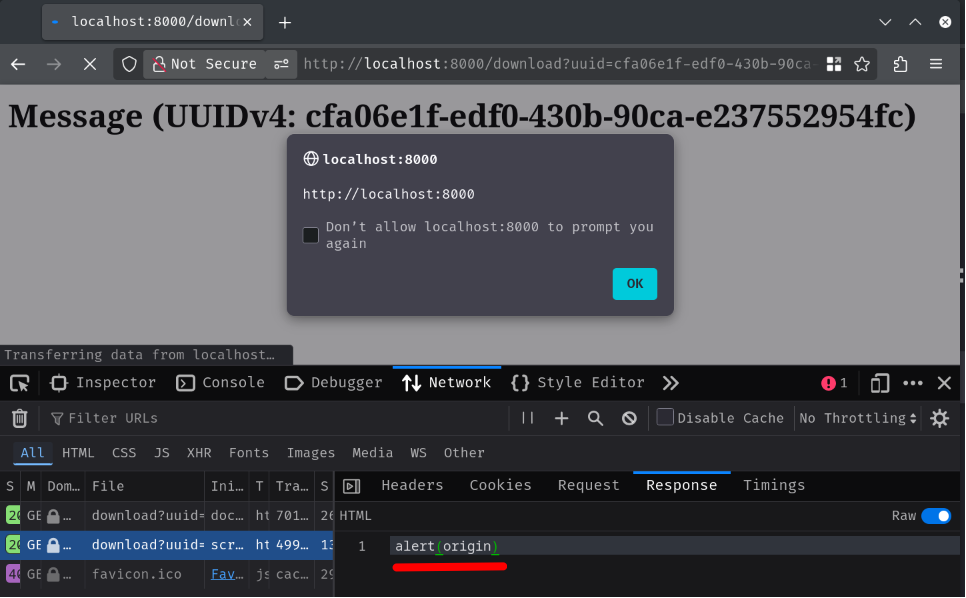 localhost:8000/downlo
Not Secure
http://localhost:8000/download?uuid=cfa06e1f-edf0-430b-90ca-
Message (UUIDv4: cfa06e1f-edf0-430b-90ca-e237552954fc)
localhost:8000
http://localhost:8000
Don’t allow localhost:8000 to prompt you
again
OK
Transferring data from localhost…
Inspector Console Debugger Network {} Style Editor 1
Filter URLs Disable Cache No Throttling
All HTML CSS JS XHR Fonts Images Media WS Other
S M Dom… File Ini… T Tra… S Headers Cookies Request Response Timings
20 GE … download?uuid= doc… ht 701… 26 HTML Raw
20 GE … download?uuid= scr… ht 499… 13 1 alert(origin)
40 GE … favicon.ico Fav… js cac… 29